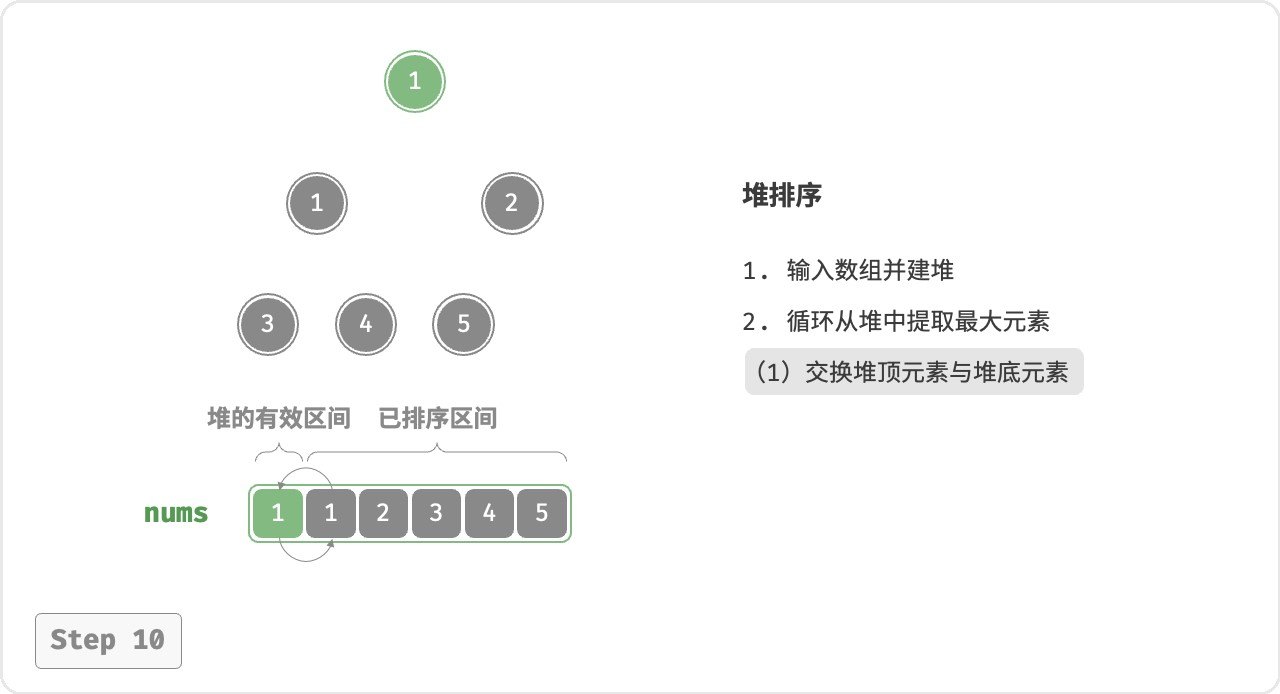 1
1 2
3 4 5
堆的有效区间 已排序区间
nums 1 1 2 3 4 5
Step 10
堆排序
1. 输入数组并建堆
2. 循环从堆中提取最大元素
（1）交换堆顶元素与堆底元素